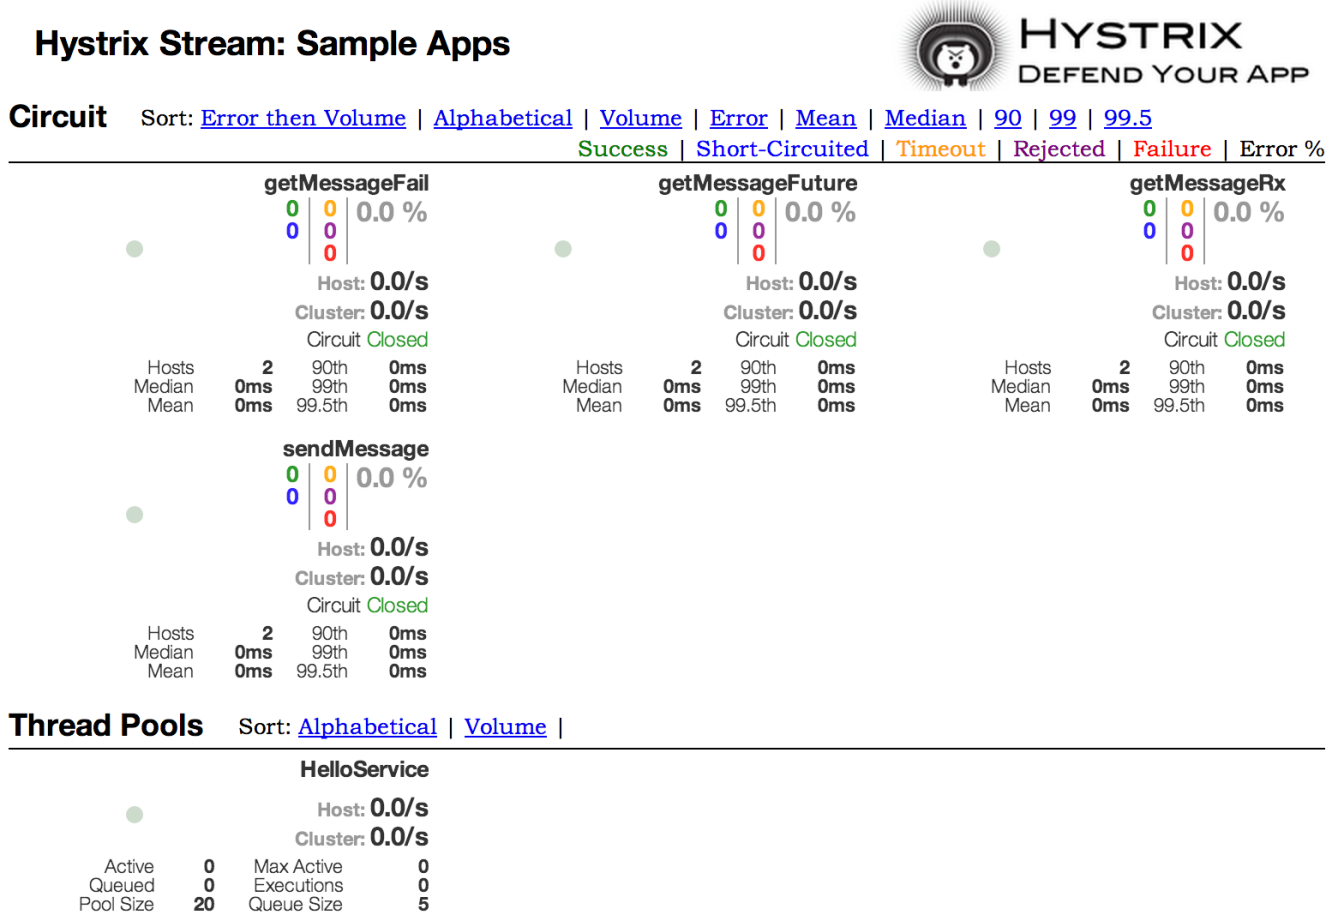 Hystrix Stream: Sample Apps
HYSTRIX
DEFEND YOUR APP
Circuit Sort: Error then Volume | Alphabetical | Volume | Error | Mean | Median | 90 | 99 | 99.5
Success | Short-Circuited | Timeout | Rejected | Failure | Error %
getMessageFail
0 0 0.0 %
0 0
0
Host: 0.0/s
Cluster: 0.0/s
Circuit Closed
Hosts 2 90th 0ms
Median 0ms 99th 0ms
Mean 0ms 99.5th 0ms
getMessageFuture
0 0 0.0 %
0 0
0
Host: 0.0/s
Cluster: 0.0/s
Circuit Closed
Hosts 2 90th 0ms
Median 0ms 99th 0ms
Mean 0ms 99.5th 0ms
getMessageRx
0 0 0.0 %
0 0
0
Host: 0.0/s
Cluster: 0.0/s
Circuit Closed
Hosts 2 90th 0ms
Median 0ms 99th 0ms
Mean 0ms 99.5th 0ms
sendMessage
0 0 0.0 %
0 0
0
Host: 0.0/s
Cluster: 0.0/s
Circuit Closed
Hosts 2 90th 0ms
Median 0ms 99th 0ms
Mean 0ms 99.5th 0ms
Thread Pools Sort: Alphabetical | Volume |
HelloService
Host: 0.0/s
Cluster: 0.0/s
Active 0 Max Active 0
Queued 0 Executions 0
Pool Size 20 Queue Size 5